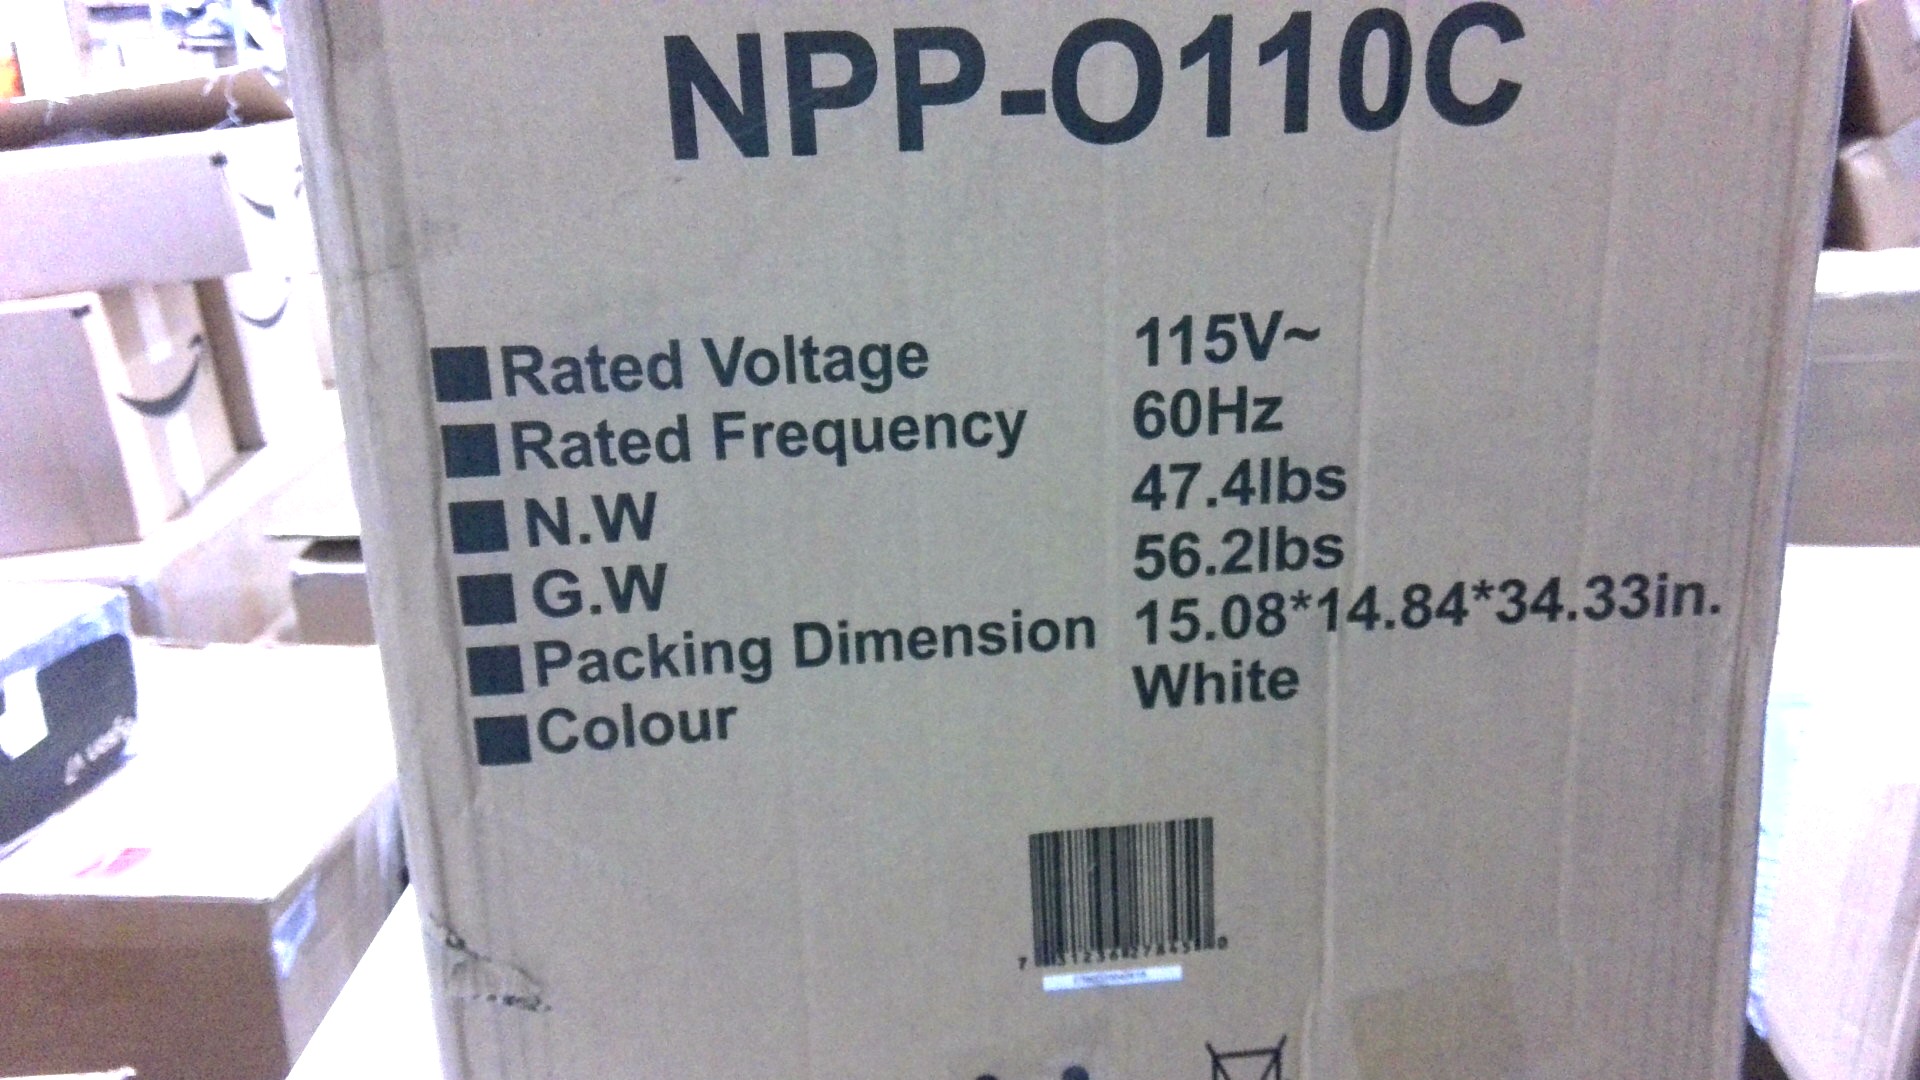 NPP-O110C
Rated Voltage 115V~
Rated Frequency 60Hz
N.W 47.4lbs
G.W 56.2lbs
Packing Dimension 15.08*14.84*34.33in.
Colour White